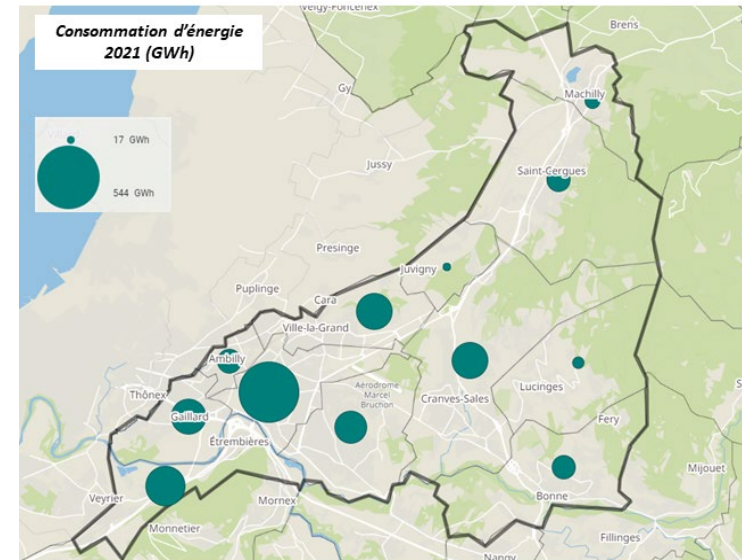 Consommation d’énergie
2021 (GWh)
17 GWh
544 GWh
Brens
Machilly
Gy
Jussy
Saint-Cergues
Presinge
Juvigny
Puplinge
Cara
Ville-la-Grand
Ambilly
Thônex
Aérodrome
Marcel
Bruchon
Cranves-Sales
Lucinges
Gaillard
Fery
Étrembières
Mijouet
Veyrier
Mornex
Bonne
Monnetier
Fillinges
Nangy